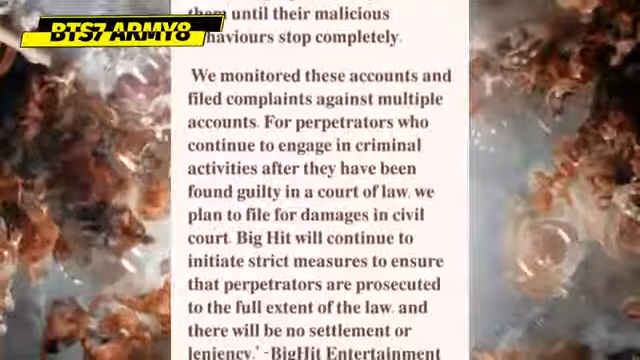 BTS7 ARMY8
them until their malicious
behaviours stop completely.
We monitored these accounts and
filed complaints against multiple
accounts. For perpetrators who
continue to engage in criminal
activities after they have been
found guilty in a court of law, we
plan to file for damages in civil
court. Big Hit will continue to
initiate strict measures to ensure
that perpetrators are prosecuted
to the full extent of the law, and
there will be no settlement or
leniency." -BigHit Entertainment